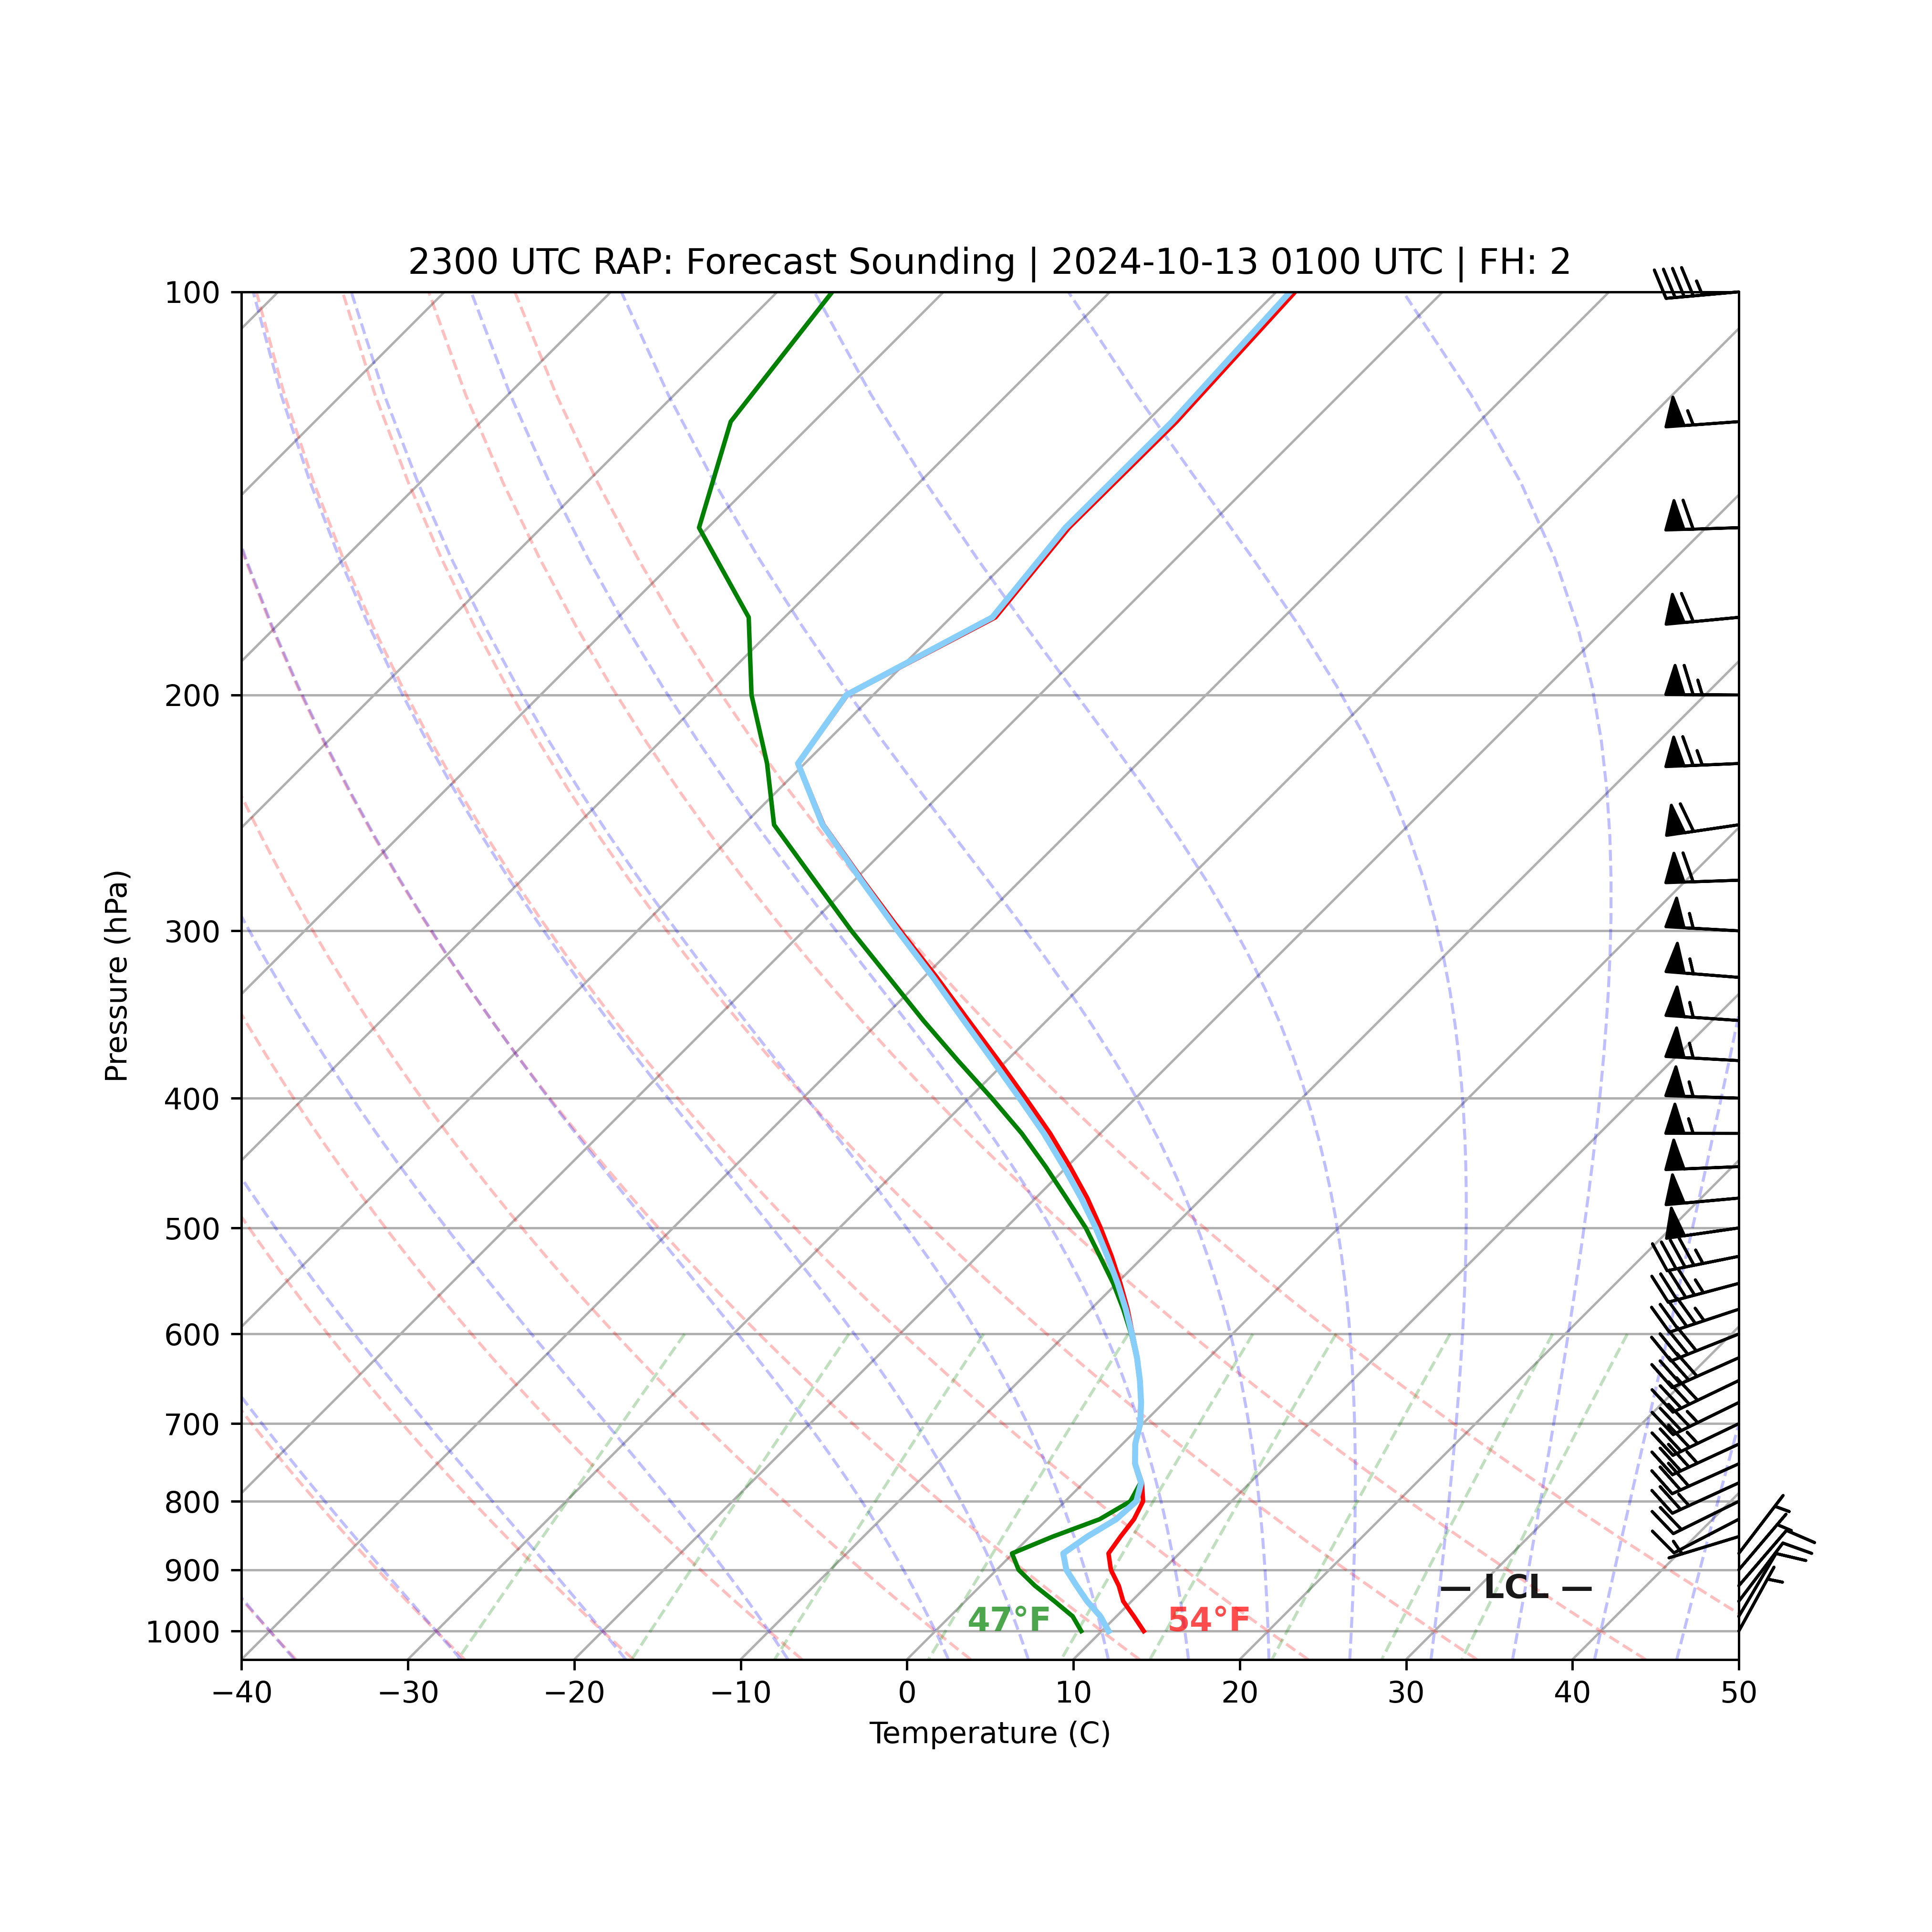 2300 UTC RAP: Forecast Sounding | 2024-10-13 0100 UTC | FH: 2
100
200
300
400
500
600
700
800
900
1000
Pressure (hPa)
— LCL —
47°F
54°F
−40 −30 −20 −10 0 10 20 30 40 50
Temperature (C)